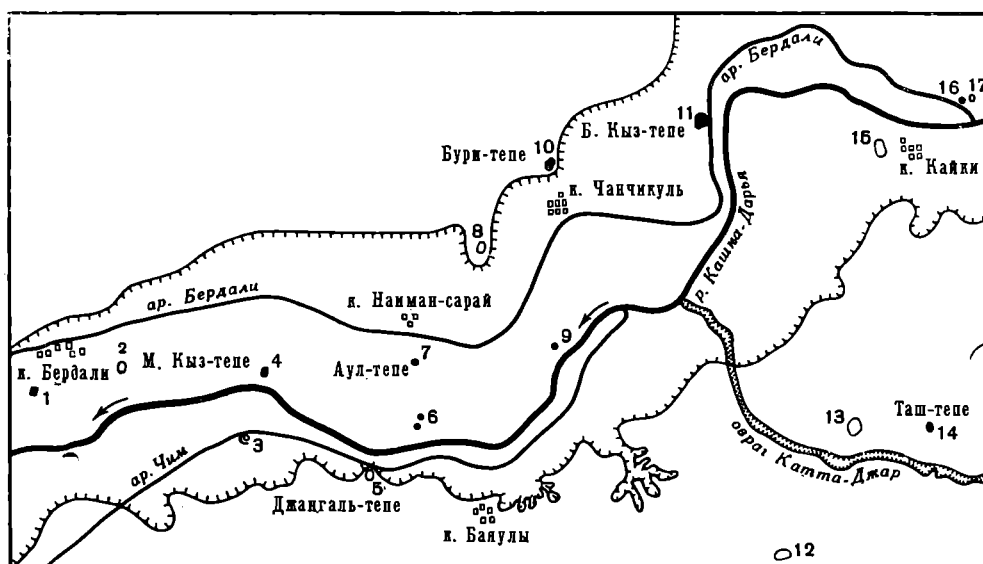 ар. Бердали
16
17
11
Б. Кыз-тепе
15
к. Кайки
10
Бури-тепе
к. Чанчикуль
8
р. Кашка-Дарья
ар. Бердали
к. Найман-сарай
9
2
М. Кыз-тепе
4
7
к. Бердали
Аул-тепе
1
6
13
Таш-тепе
14
3
ар. Чим
5
Джангаль-тепе
овраг Катта-Джар
к. Баяулы
12